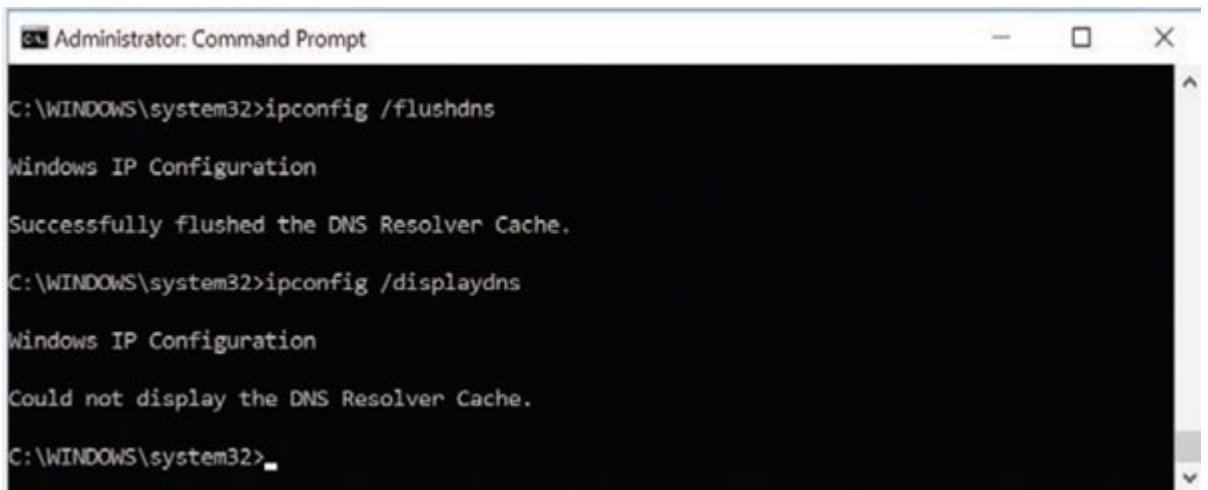 Administrator: Command Prompt
C:\WINDOWS\system32>ipconfig /flushdns
Windows IP Configuration
Successfully flushed the DNS Resolver Cache.
C:\WINDOWS\system32>ipconfig /displaydns
Windows IP Configuration
Could not display the DNS Resolver Cache.
C:\WINDOWS\system32>